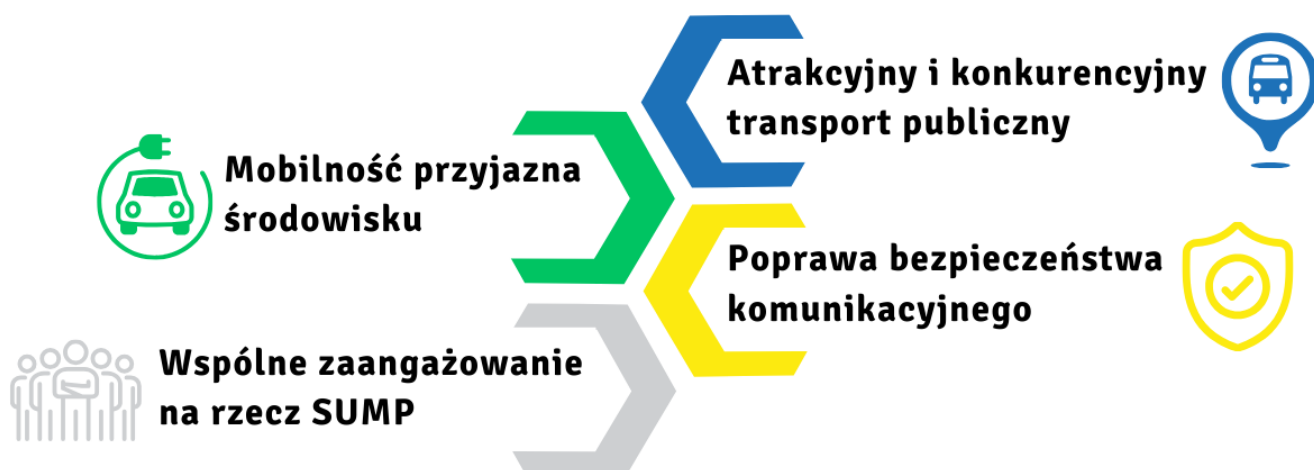 Atrakcyjny i konkurencyjny
transport publiczny
Mobilność przyjazna
środowisku
Poprawa bezpieczeństwa
komunikacyjnego
Wspólne zaangażowanie
na rzecz SUMP